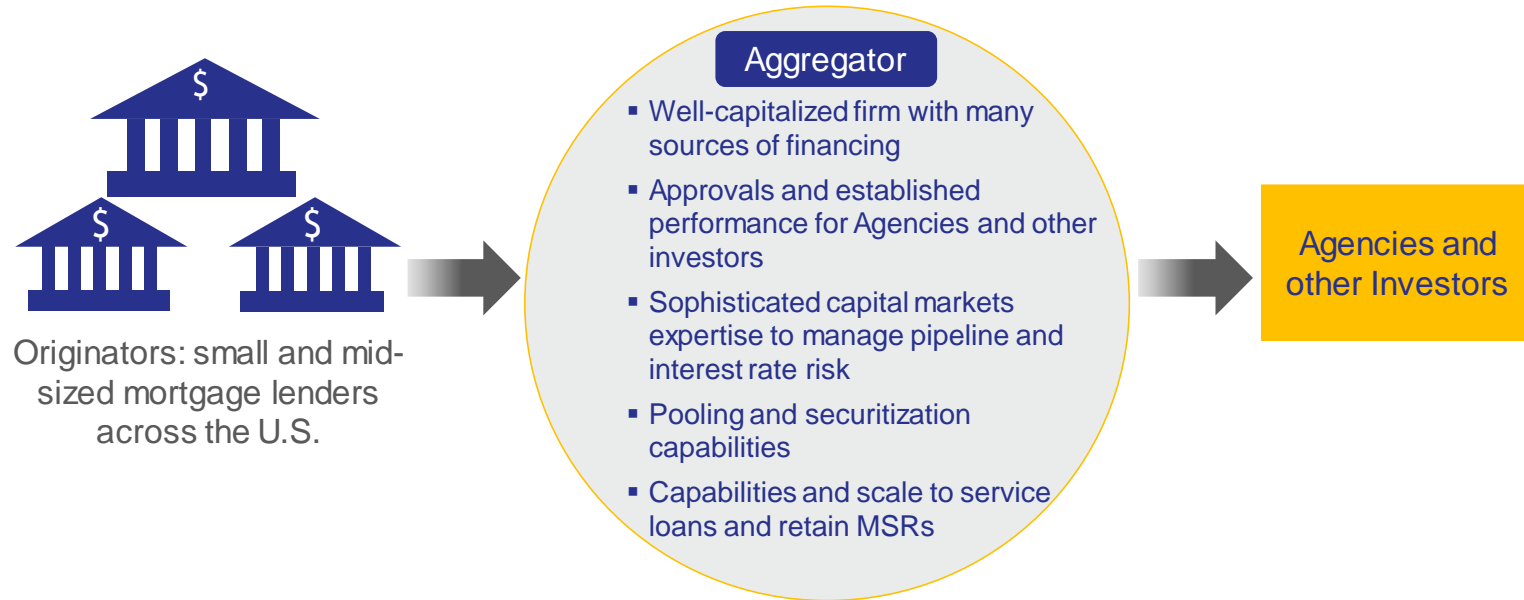 $
$
$
Originators: small and mid-
sized mortgage lenders
across the U.S.
Aggregator
▪ Well-capitalized firm with many
sources of financing
▪ Approvals and established
performance for Agencies and other
investors
▪ Sophisticated capital markets
expertise to manage pipeline and
interest rate risk
▪ Pooling and securitization
capabilities
▪ Capabilities and scale to service
loans and retain MSRs
Agencies and
other Investors